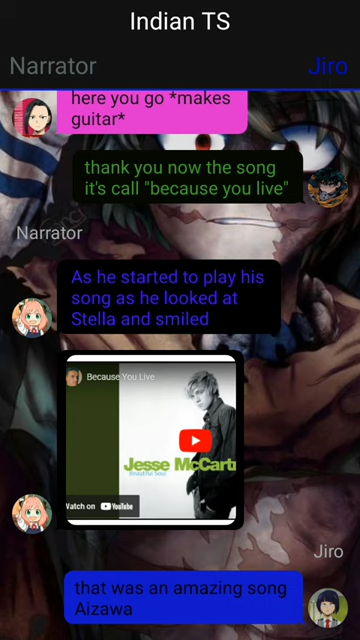 Indian TS
Narrator
Jiro
here you go *makes
guitar*
thank you now the song
it's call "because you live"
Narrator
As he started to play his
song as he looked at
Stella and smiled
Because You Live
Jesse McCart
Beautiful Soul
Watch on YouTube
Jiro
that was an amazing song
Aizawa